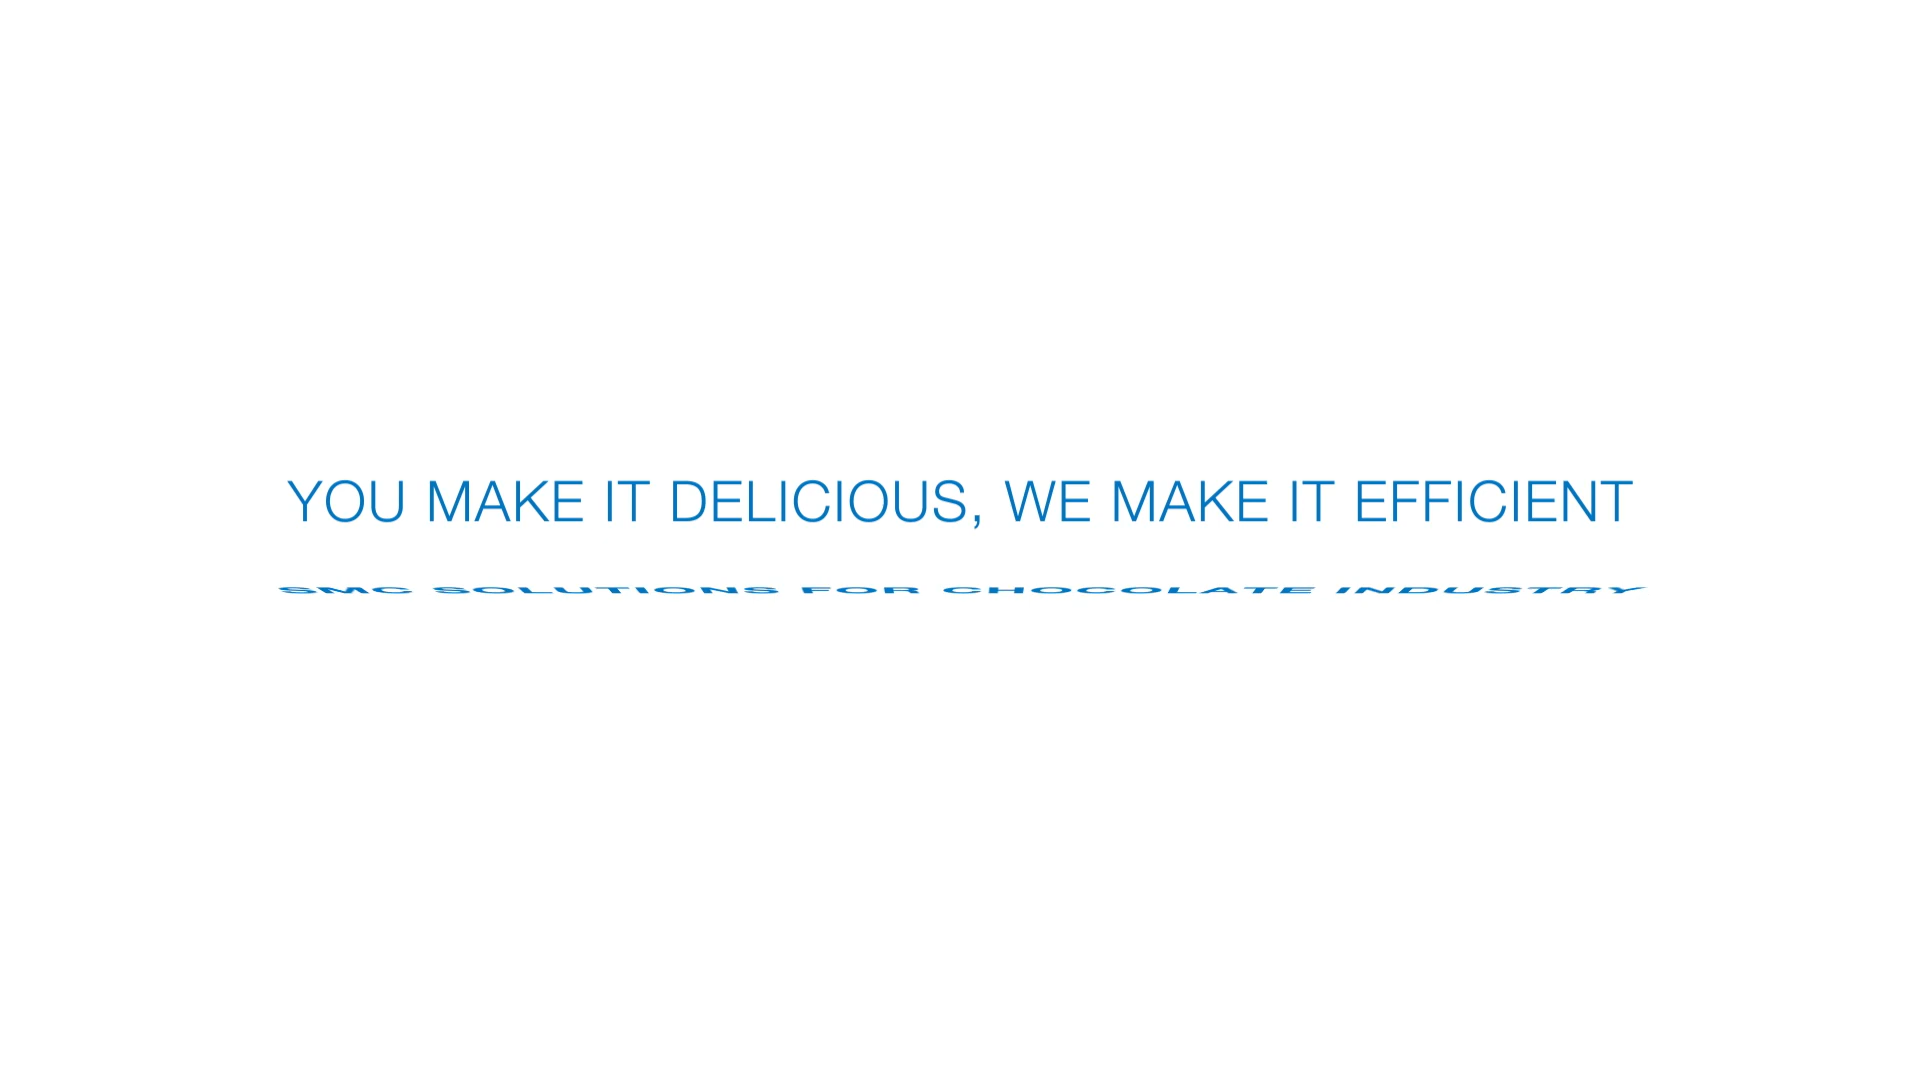 YOU MAKE IT DELICIOUS, WE MAKE IT EFFICIENT
SMC SOLUTIONS FOR CHOCOLATE INDUSTRY